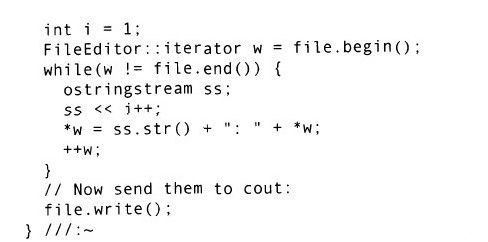 int i = 1;
FileEditor::iterator w = file.begin();
while(w != file.end()) {
ostringstream ss;
ss << i++;
*w = ss.str() + ": " + *w;
++w;
}
// Now send them to cout:
file.write();
} ///:~